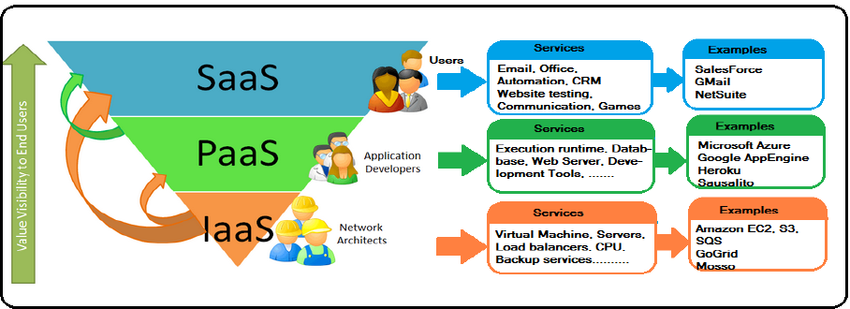 Value Visibility to End Users
SaaS
Users
Services
Email, Office,
Automation, CRM
Website testing,
Communication, Games
Examples
SalesForce
GMail
NetSuite
PaaS
Application
Developers
Services
Execution runtime, Datab-
base, Web Server, Deve-
lopment Tools, .......
Examples
Microsoft Azure
Google AppEngine
Heroku
Sausalito
IaaS
Network
Architects
Services
Virtual Machine, Servers,
Load balancers, CPU,
Backup services..........
Examples
Amazon EC2, S3,
SQS
GoGrid
Mosso